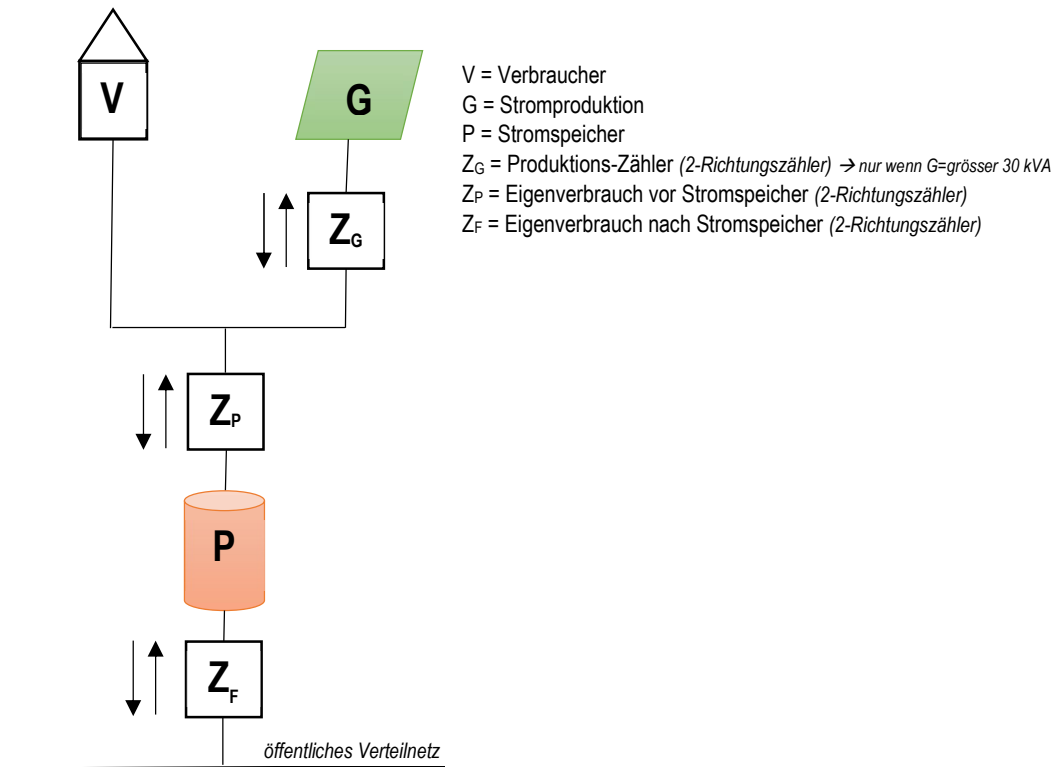 V
G
V = Verbraucher
G = Stromproduktion
P = Stromspeicher
ZG = Produktions-Zähler (2-Richtungszähler) → nur wenn G=grösser 30 kVA
ZP = Eigenverbrauch vor Stromspeicher (2-Richtungszähler)
ZF = Eigenverbrauch nach Stromspeicher (2-Richtungszähler)
ZG
ZP
P
ZF
öffentliches Verteilnetz